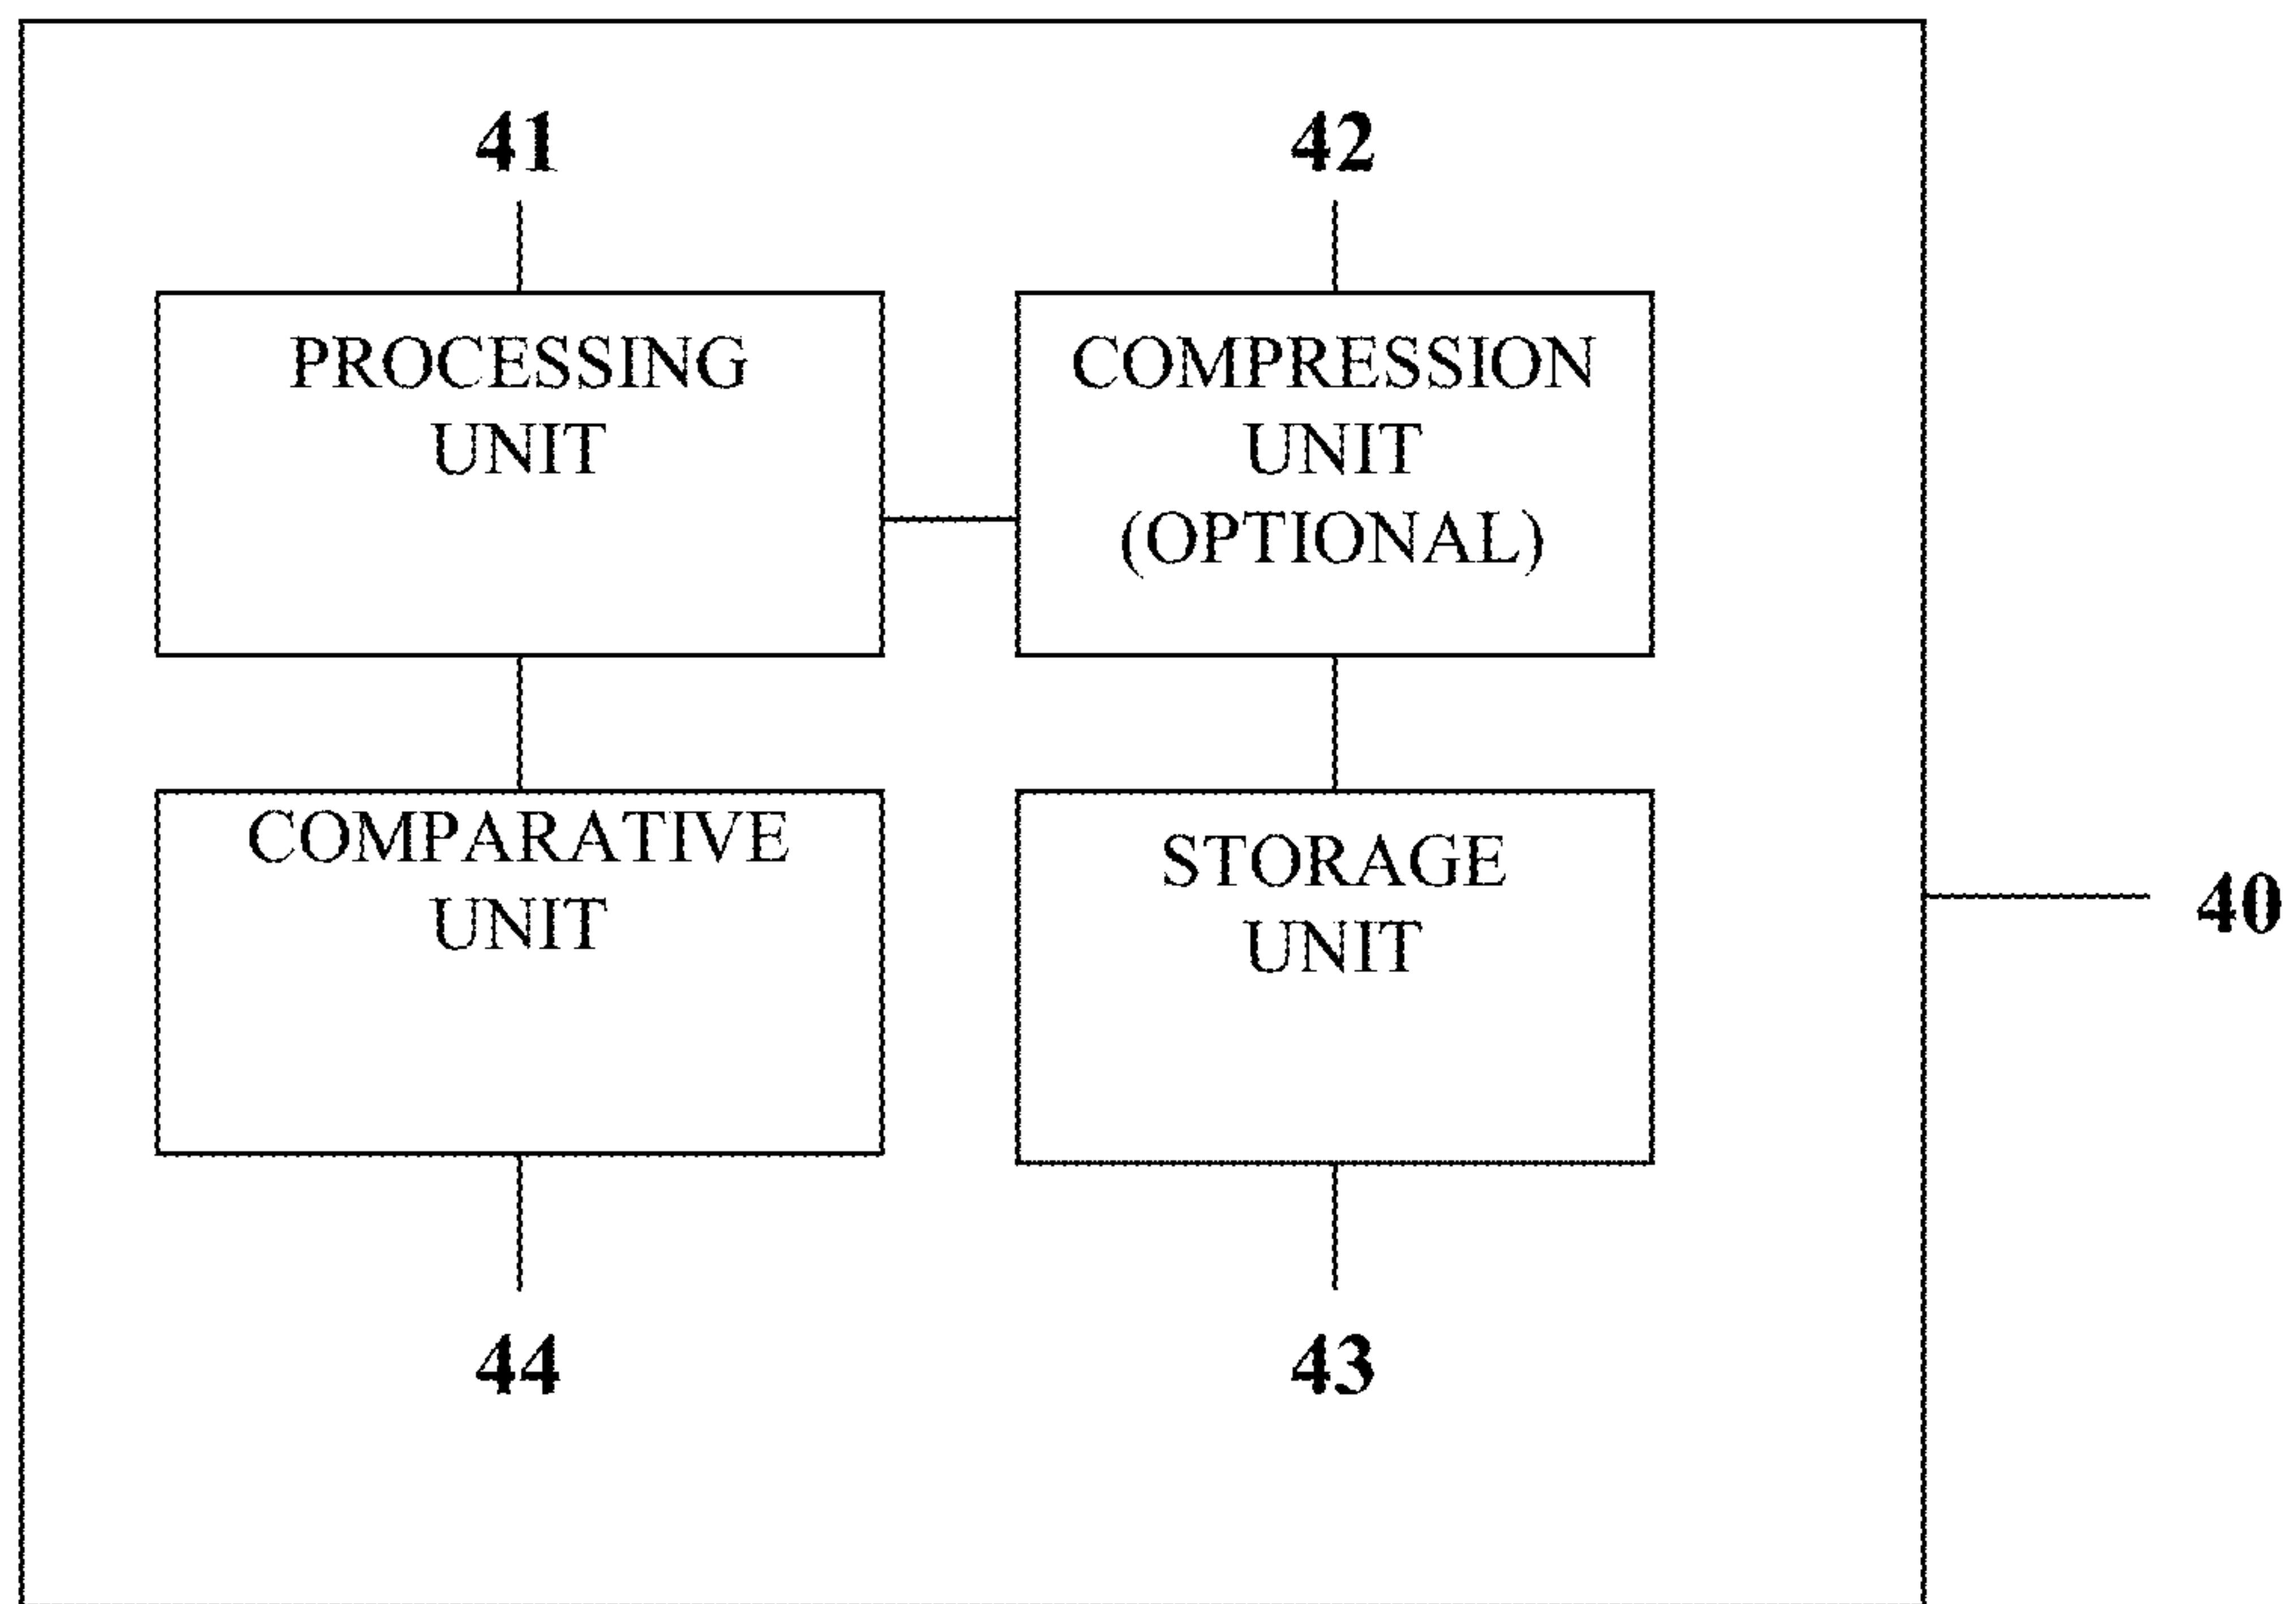 41
42
PROCESSING
UNIT
COMPRESSION
UNIT
(OPTIONAL)
COMPARATIVE
UNIT
STORAGE
UNIT
40
44
43